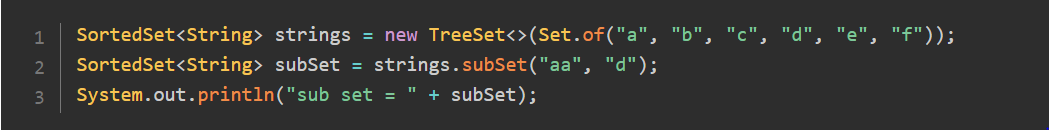 1 SortedSet<String> strings = new TreeSet<>(Set.of("a", "b", "c", "d", "e", "f"));
2 SortedSet<String> subSet = strings.subSet("aa", "d");
3 System.out.println("sub set = " + subSet);